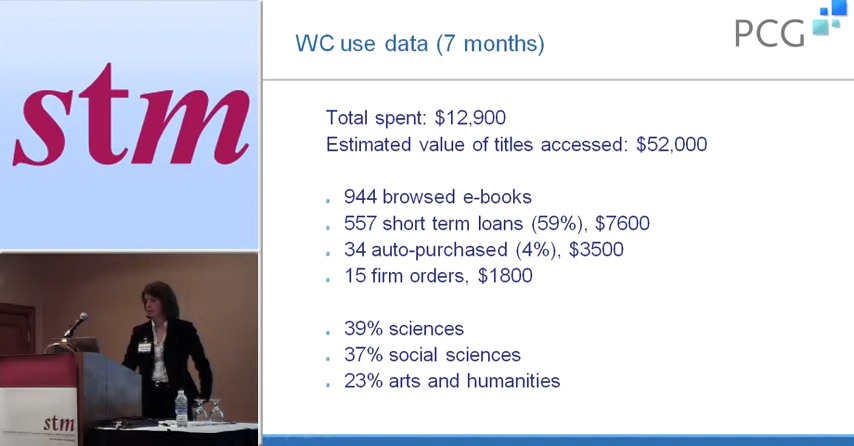 stm
WC use data (7 months)
PCG
Total spent: $12,900
Estimated value of titles accessed: $52,000
944 browsed e-books
557 short term loans (59%), $7600
34 auto-purchased (4%), $3500
15 firm orders, $1800
39% sciences
37% social sciences
23% arts and humanities
stm